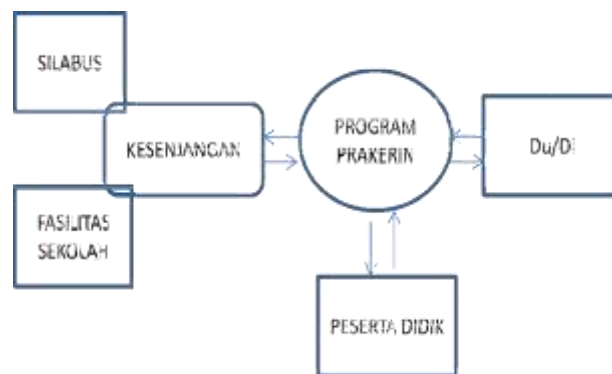 SILABUS
KESENJANGAN
FASILITAS
SEKOLAH
PROGRAM
PRAKERIN
Du/Di
PESERTA DIDIK